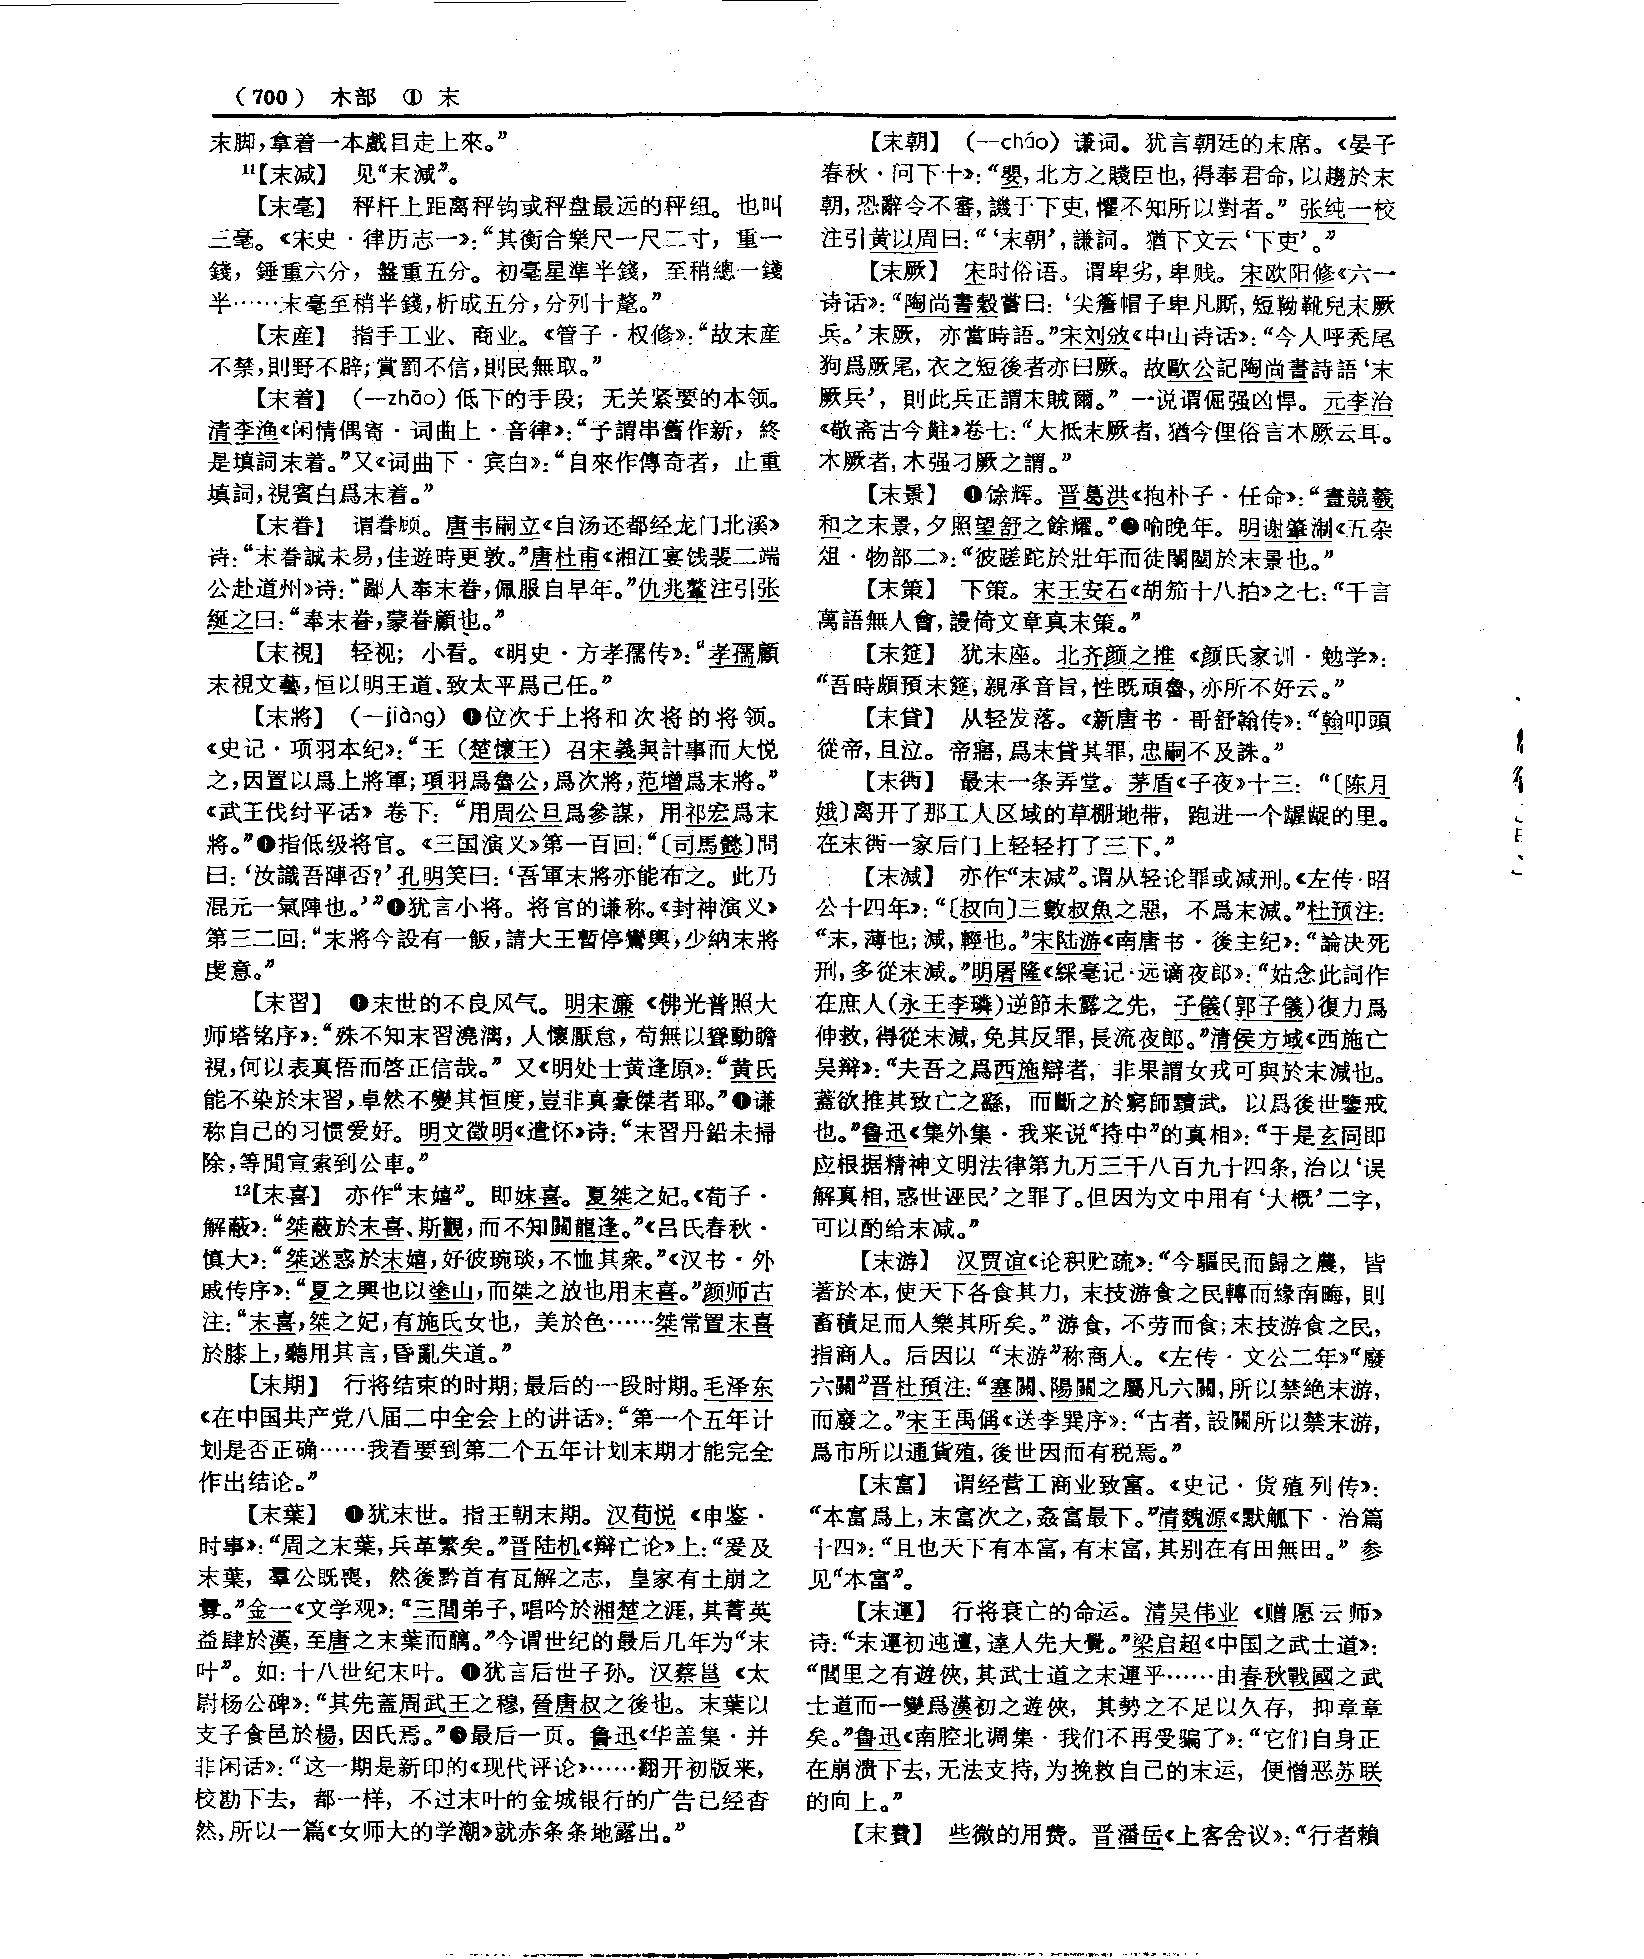 （700） 木部 ① 末
末脚，拿着一本戲目走上來。”
11【末减】 见“末減”。
【末毫】 秤杆上距离秤钩或秤盘最远的秤纽。也叫
三毫。《宋史·律历志一》：“其衡合樂尺一尺二寸，重一
錢，錘重六分，盤重五分。初毫星準半錢，至稍總一錢
半……末毫至稍半錢，析成五分，分列十氂。”
【末産】 指手工业、商业。《管子·权修》：“故末産
不禁，則野不辟；賞罰不信，則民無取。”
【末着】 （—zhāo）低下的手段；无关紧要的本领。
清李渔《闲情偶寄·词曲上·音律》：“予謂串舊作新，終
是填詞末着。”又《词曲下·宾白》：“自來作傳奇者，止重
填詞，視賓白爲末着。”
【末眷】 谓眷顾。唐韦嗣立《自汤还都经龙门北溪》
诗：“末眷誠未易，佳遊時更敦。”唐杜甫《湘江宴饯裴二端
公赴道州》诗：“鄙人奉末眷，佩服自早年。”仇兆鳌注引张
綖之曰：“奉末眷，蒙眷顧也。”
【末視】 轻视；小看。《明史·方孝孺传》：“孝孺顧
末視文藝，恒以明王道、致太平爲己任。”
【末將】 （—jiàng）❶位次于上将和次将的将领。
《史记·项羽本纪》：“王（楚懷王）召宋義與計事而大悦
之，因置以爲上將軍；項羽爲魯公，爲次將，范增爲末將。”
《武王伐纣平话》卷下：“用周公旦爲參謀，用祁宏爲末
將。”❷指低级将官。《三国演义》第一百回：“〔司馬懿〕問
曰：‘汝識吾陣否？’孔明笑曰：‘吾軍末將亦能布之。此乃
混元一氣陣也。’”❸犹言小将。将官的谦称。《封神演义》
第三二回：“末將今設有一飯，請大王暫停鸞輿，少納末將
虔意。”
【末習】 ❶末世的不良风气。明宋濂《佛光普照大
师塔铭序》：“殊不知末習澆漓，人懷厭怠，苟無以聳動瞻
視，何以表真悟而啓正信哉。”又《明处士黄逢原》：“黄氏
能不染於末習，卓然不變其恒度，豈非真豪傑者耶。”❷谦
称自己的习惯爱好。明文徵明《遣怀》诗：“末習丹鉛未掃
除，等閒宵索到公車。”
12【末喜】 亦作“末嬉”。即妹喜。夏桀之妃。《荀子·
解蔽》：“桀蔽於末喜、斯觀，而不知關龍逢。”《吕氏春秋·
慎大》：“桀迷惑於末嬉，好彼琬琰，不恤其衆。”《汉书·外
戚传序》：“夏之興也以塗山，而桀之放也用末喜。”颜师古
注：“末喜，桀之妃，有施氏女也，美於色……桀常置末喜
於膝上，聽用其言，昏亂失道。”
【末期】 行将结束的时期；最后的一段时期。毛泽东
《在中国共产党八届二中全会上的讲话》：“第一个五年计
划是否正确……我看要到第二个五年计划末期才能完全
作出结论。”
【末葉】 ❶犹末世。指王朝末期。汉荀悦《申鉴·
时事》：“周之末葉，兵革繁矣。”晋陆机《辩亡论》上：“爰及
末葉，羣公既喪，然後黔首有瓦解之志，皇家有土崩之
釁。”金一《文学观》：“三閭弟子，唱吟於湘楚之涯，其菁英
益肆於漢，至唐之末葉而醨。”今谓世纪的最后几年为“末
叶”。如：十八世纪末叶。❷犹言后世子孙。汉蔡邕《太
尉杨公碑》：“其先蓋周武王之穆，晉唐叔之後也。末葉以
支子食邑於楊，因氏焉。”❸最后一页。鲁迅《华盖集·并
非闲话》：“这一期是新印的《现代评论》……翻开初版来，
校勘下去，都一样，不过末叶的金城银行的广告已经杳
然，所以一篇《女师大的学潮》就赤条条地露出。”
【末朝】 （—cháo）谦词。犹言朝廷的末席。《晏子
春秋·问下十》：“嬰，北方之賤臣也，得奉君命，以趨於末
朝，恐辭令不審，譏于下吏，懼不知所以對者。”张纯一校
注引黄以周曰：“‘末朝’，謙詞。猶下文云‘下吏’。”
【末厥】 宋时俗语。谓卑劣，卑贱。宋欧阳修《六一
诗话》：“陶尚書穀嘗曰：‘尖簷帽子卑凡厮，短靿靴兒末厥
兵。’末厥，亦當時語。”宋刘攽《中山诗话》：“今人呼秃尾
狗爲厥尾，衣之短後者亦曰厥。故歐公記陶尚書詩語‘末
厥兵’，則此兵正謂末賊爾。”一说谓倔强凶悍。元李治
《敬斋古今黈》卷七：“大抵末厥者，猶今俚俗言木厥云耳。
木厥者，木强刁厥之謂。”
【末景】 ❶馀辉。晋葛洪《抱朴子·任命》：“晝競羲
和之末景，夕照望舒之餘耀。”❷喻晚年。明谢肇淛《五杂
俎·物部二》：“彼蹉跎於壯年而徒闇闇於末景也。”
【末策】 下策。宋王安石《胡笳十八拍》之七：“千言
萬語無人會，謾倚文章真末策。”
【末筵】 犹末座。北齐颜之推《颜氏家训·勉学》：
“吾時頗預末筵，親承音旨，性既頑魯，亦所不好云。”
【末貸】 从轻发落。《新唐书·哥舒翰传》：“翰叩頭
從帝，且泣。帝寤，爲末貸其罪，忠嗣不及誅。”
【末衖】 最末一条弄堂。茅盾《子夜》十三：“〔陈月
娥〕离开了那工人区域的草棚地带，跑进一个龌龊的里。
在末衖一家后门上轻轻打了三下。”
【末減】 亦作“末减”。谓从轻论罪或减刑。《左传·昭
公十四年》：“〔叔向〕三數叔魚之惡，不爲末減。”杜预注：
“末，薄也；減，輕也。”宋陆游《南唐书·後主纪》：“論決死
刑，多從末減。”明屠隆《綵毫记·远谪夜郎》：“姑念此詞作
在庶人（永王李璘）逆節未露之先，子儀（郭子儀）復力爲
伸救，得從末減，免其反罪，長流夜郎。”清侯方域《西施亡
吴辩》：“夫吾之爲西施辯者，非果謂女戎可與於末減也。
蓋欲推其致亡之繇，而斷之於窮師黷武，以爲後世鑒戒
也。”鲁迅《集外集·我来说“持中”的真相》：“于是玄同即
应根据精神文明法律第九万三千八百九十四条，治以‘误
解真相，惑世诬民’之罪了。但因为文中用有‘大概’二字，
可以酌给末减。”
【末游】 汉贾谊《论积贮疏》：“今驅民而歸之農，皆
著於本，使天下各食其力，末技游食之民轉而緣南晦，則
畜積足而人樂其所矣。”游食，不劳而食；末技游食之民，
指商人。后因以“末游”称商人。《左传·文公二年》“廢
六關”晋杜預注：“塞關、陽關之屬凡六關，所以禁絶末游，
而廢之。”宋王禹偁《送李巽序》：“古者，設關所以禁末游，
爲市所以通貨殖，後世因而有税焉。”
【末富】 谓经营工商业致富。《史记·货殖列传》：
“本富爲上，末富次之，姦富最下。”清魏源《默觚下·治篇
十四》：“且也天下有本富，有末富，其别在有田無田。”参
见“本富”。
【末運】 行将衰亡的命运。清吴伟业《赠愿云师》
诗：“末運初迍邅，達人先大覺。”梁启超《中国之武士道》：
“閭里之有遊俠，其武士道之末運乎……由春秋戰國之武
士道而一變爲漢初之遊俠，其勢之不足以久存，抑章章
矣。”鲁迅《南腔北调集·我们不再受骗了》：“它们自身正
在崩溃下去，无法支持，为挽救自己的末运，便憎恶苏联
的向上。”
【末費】 些微的用费。晋潘岳《上客舍议》：“行者賴